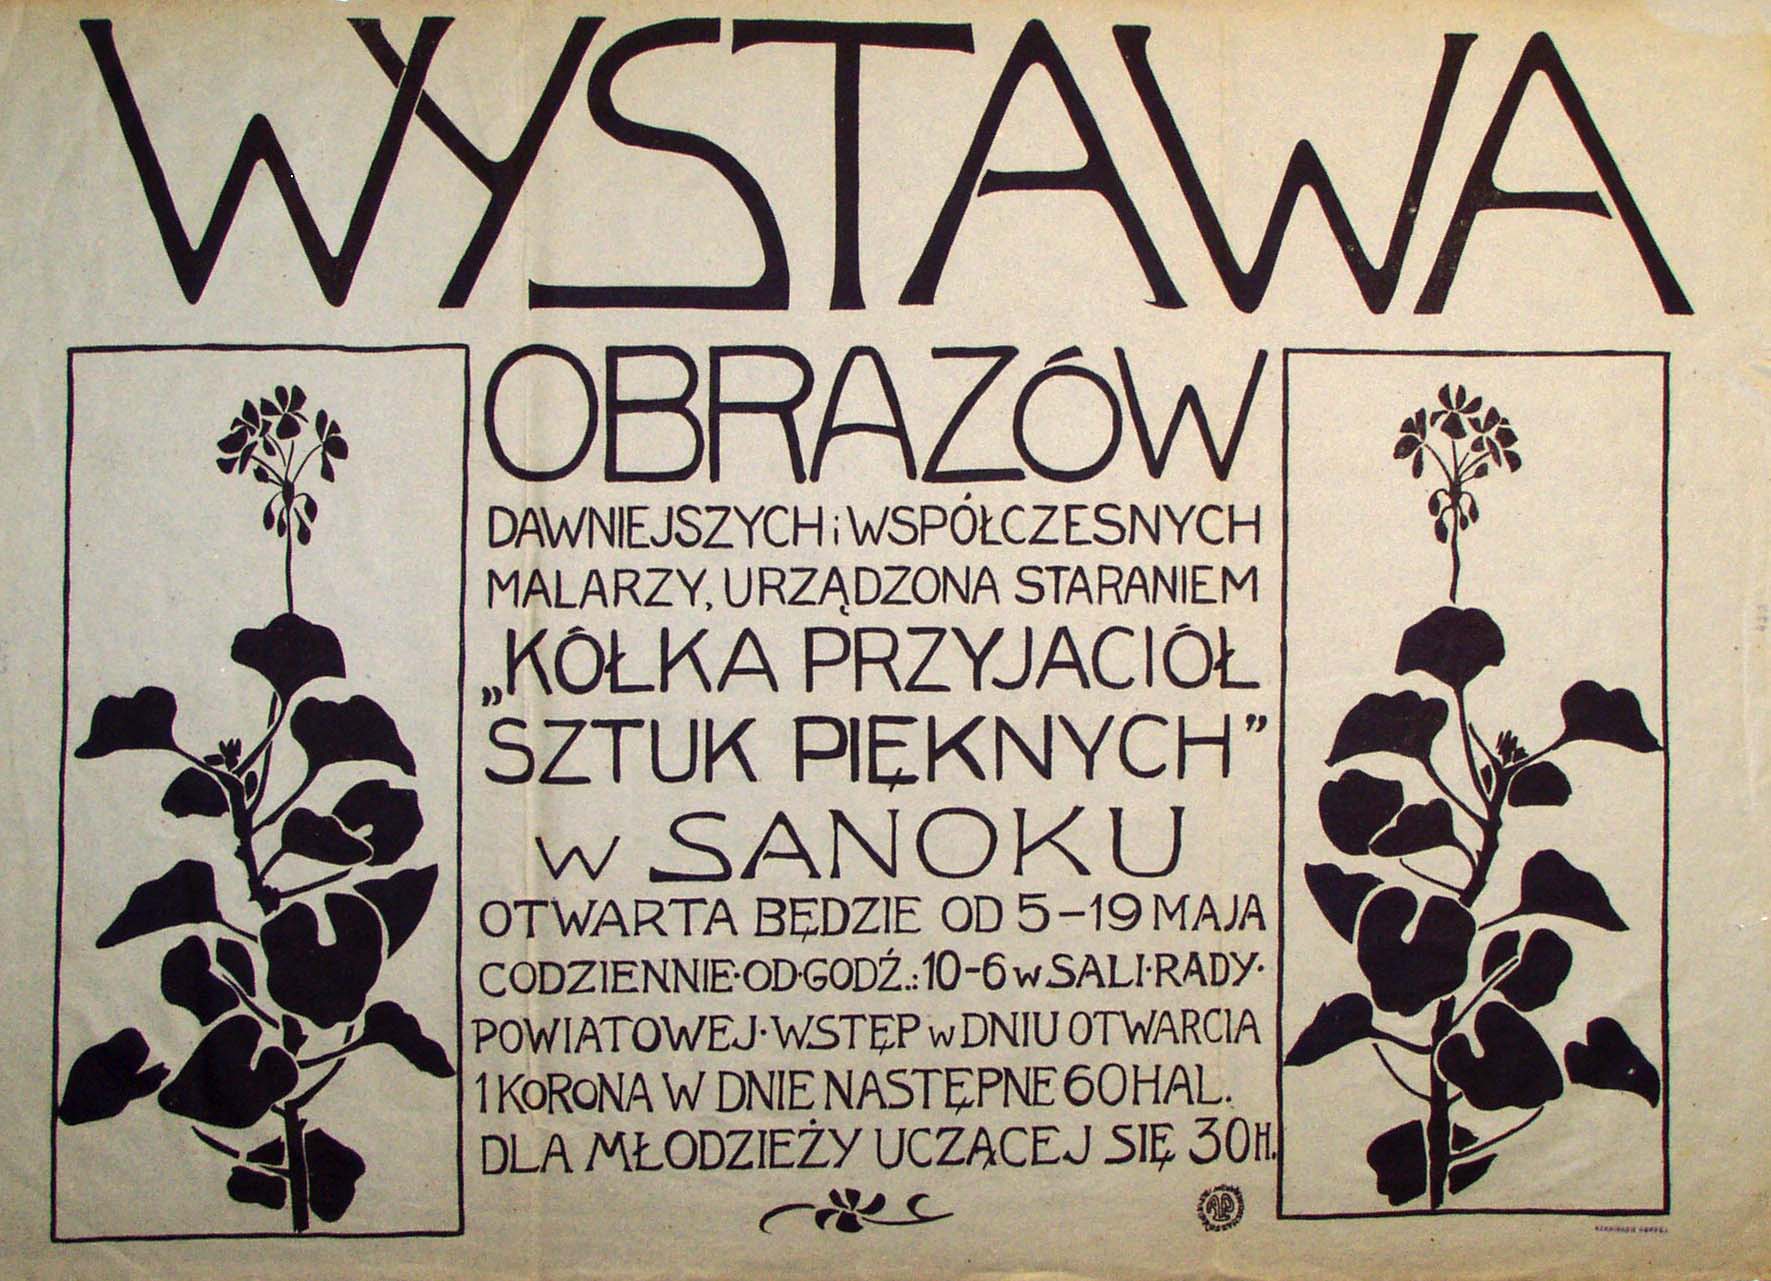 WYSTAWA
OBRAZÓW
DAWNIEJSZYCH i WSPÓŁCZESNYCH
MALARZY, URZĄDZONA STARANIEM
„KÓŁKA PRZYJACIÓŁ
SZTUK PIĘKNYCH”
W SANOKU
OTWARTA BĘDZIE OD 5–19 MAJA
CODZIENNIE·OD·GODŹ.: 10–6 W SALI·RADY·
POWIATOWEJ·WSTĘP W DNIU OTWARCIA
1 KORONA W DNIE NASTĘPNE 60 HAL.
DLA MŁODZIEŻY UCZĄCEJ SIĘ 30 H.